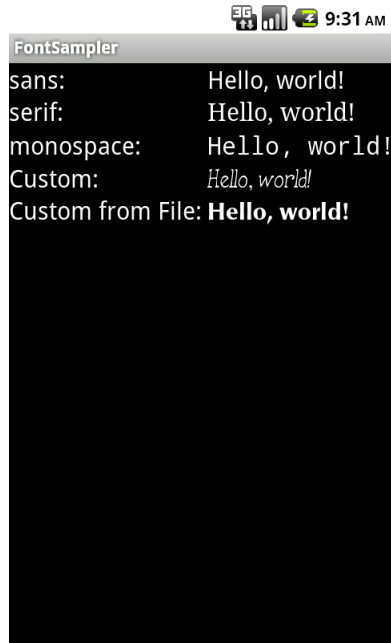 3G 9:31 AM
FontSampler
sans: Hello, world!
serif: Hello, world!
monospace: Hello, world!
Custom: Hello, world!
Custom from File: Hello, world!